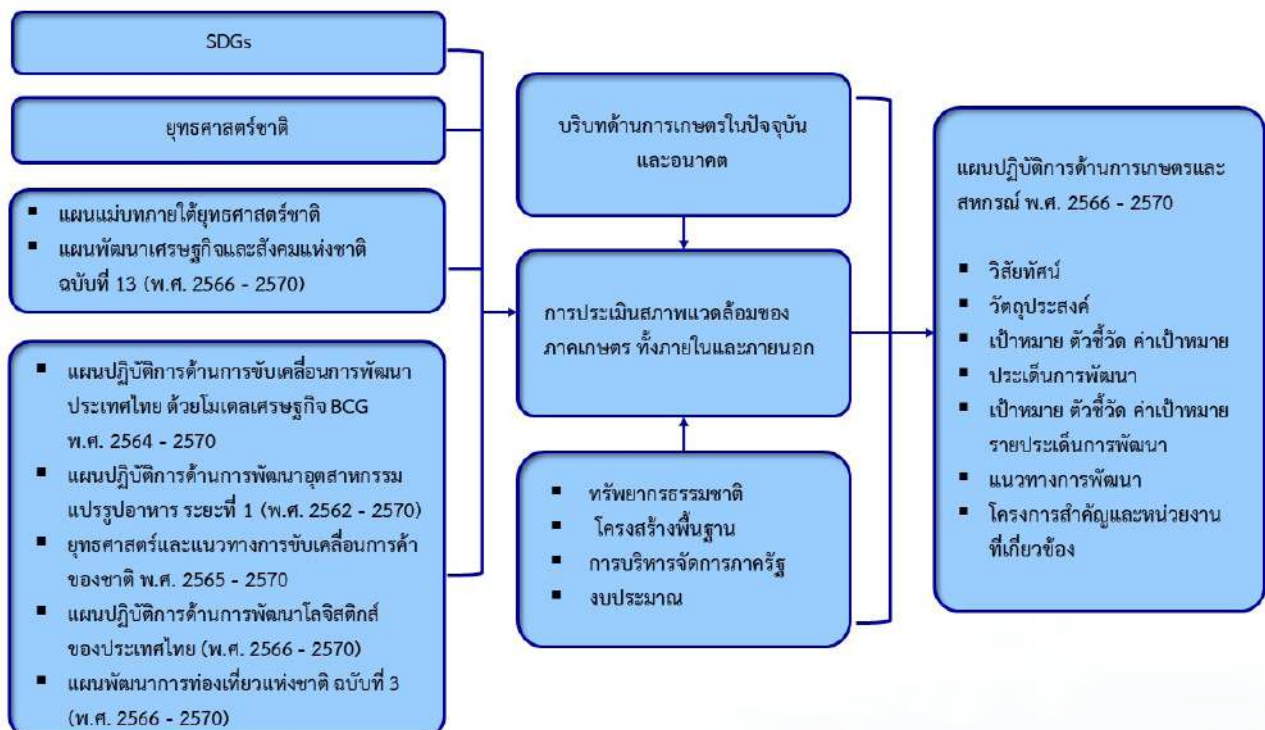 SDGs
ยุทธศาสตร์ชาติ
▪ แผนแม่บทภายใต้ยุทธศาสตร์ชาติ
▪ แผนพัฒนาเศรษฐกิจและสังคมแห่งชาติ
ฉบับที่ 13 (พ.ศ. 2566 - 2570)
▪ แผนปฏิบัติการด้านการขับเคลื่อนการพัฒนา
ประเทศไทย ด้วยโมเดลเศรษฐกิจ BCG
พ.ศ. 2564 - 2570
▪ แผนปฏิบัติการด้านการพัฒนาอุตสาหกรรม
แปรรูปอาหาร ระยะที่ 1 (พ.ศ. 2562 - 2570)
▪ ยุทธศาสตร์และแนวทางการขับเคลื่อนการค้า
ของชาติ พ.ศ. 2565 - 2570
▪ แผนปฏิบัติการด้านการพัฒนาโลจิสติกส์
ของประเทศไทย (พ.ศ. 2566 - 2570)
▪ แผนพัฒนาการท่องเที่ยวแห่งชาติ ฉบับที่ 3
(พ.ศ. 2566 - 2570)
บริบทด้านการเกษตรในปัจจุบัน
และอนาคต
การประเมินสภาพแวดล้อมของ
ภาคเกษตร ทั้งภายในและภายนอก
▪ ทรัพยากรธรรมชาติ
▪ โครงสร้างพื้นฐาน
▪ การบริหารจัดการภาครัฐ
▪ งบประมาณ
แผนปฏิบัติการด้านการเกษตรและ
สหกรณ์ พ.ศ. 2566 - 2570
▪ วิสัยทัศน์
▪ วัตถุประสงค์
▪ เป้าหมาย ตัวชี้วัด ค่าเป้าหมาย
▪ ประเด็นการพัฒนา
▪ เป้าหมาย ตัวชี้วัด ค่าเป้าหมาย
รายประเด็นการพัฒนา
▪ แนวทางการพัฒนา
▪ โครงการสำคัญและหน่วยงาน
ที่เกี่ยวข้อง